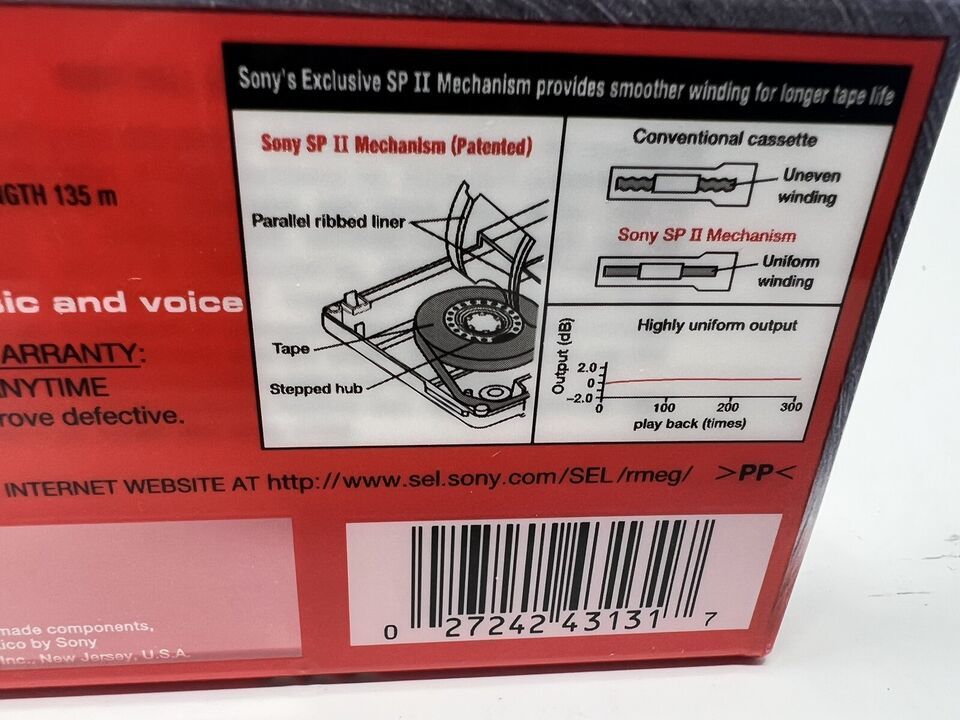 Sony's Exclusive SP II Mechanism provides smoother winding for longer tape life
Sony SP II Mechanism (Patented)
Parallel ribbed liner
Tape
Stepped hub
Conventional cassette
Uneven
winding
Sony SP II Mechanism
Uniform
winding
Highly uniform output
Output (dB)
2.0
0
–2.0
0 100 200 300
play back (times)
NGTH 135 m
sic and voice
ARRANTY:
ANYTIME
rove defective.
INTERNET WEBSITE AT http://www.sel.sony.com/SEL/rmeg/ >PP<
made components,
ico by Sony
Inc., New Jersey, U.S.A.
0 27242 43131 7